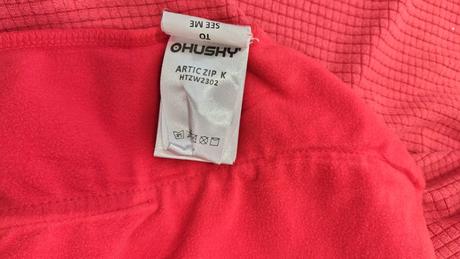 SEE ME
TO
HUSKY
ARTIC ZIP K
HTZW2302